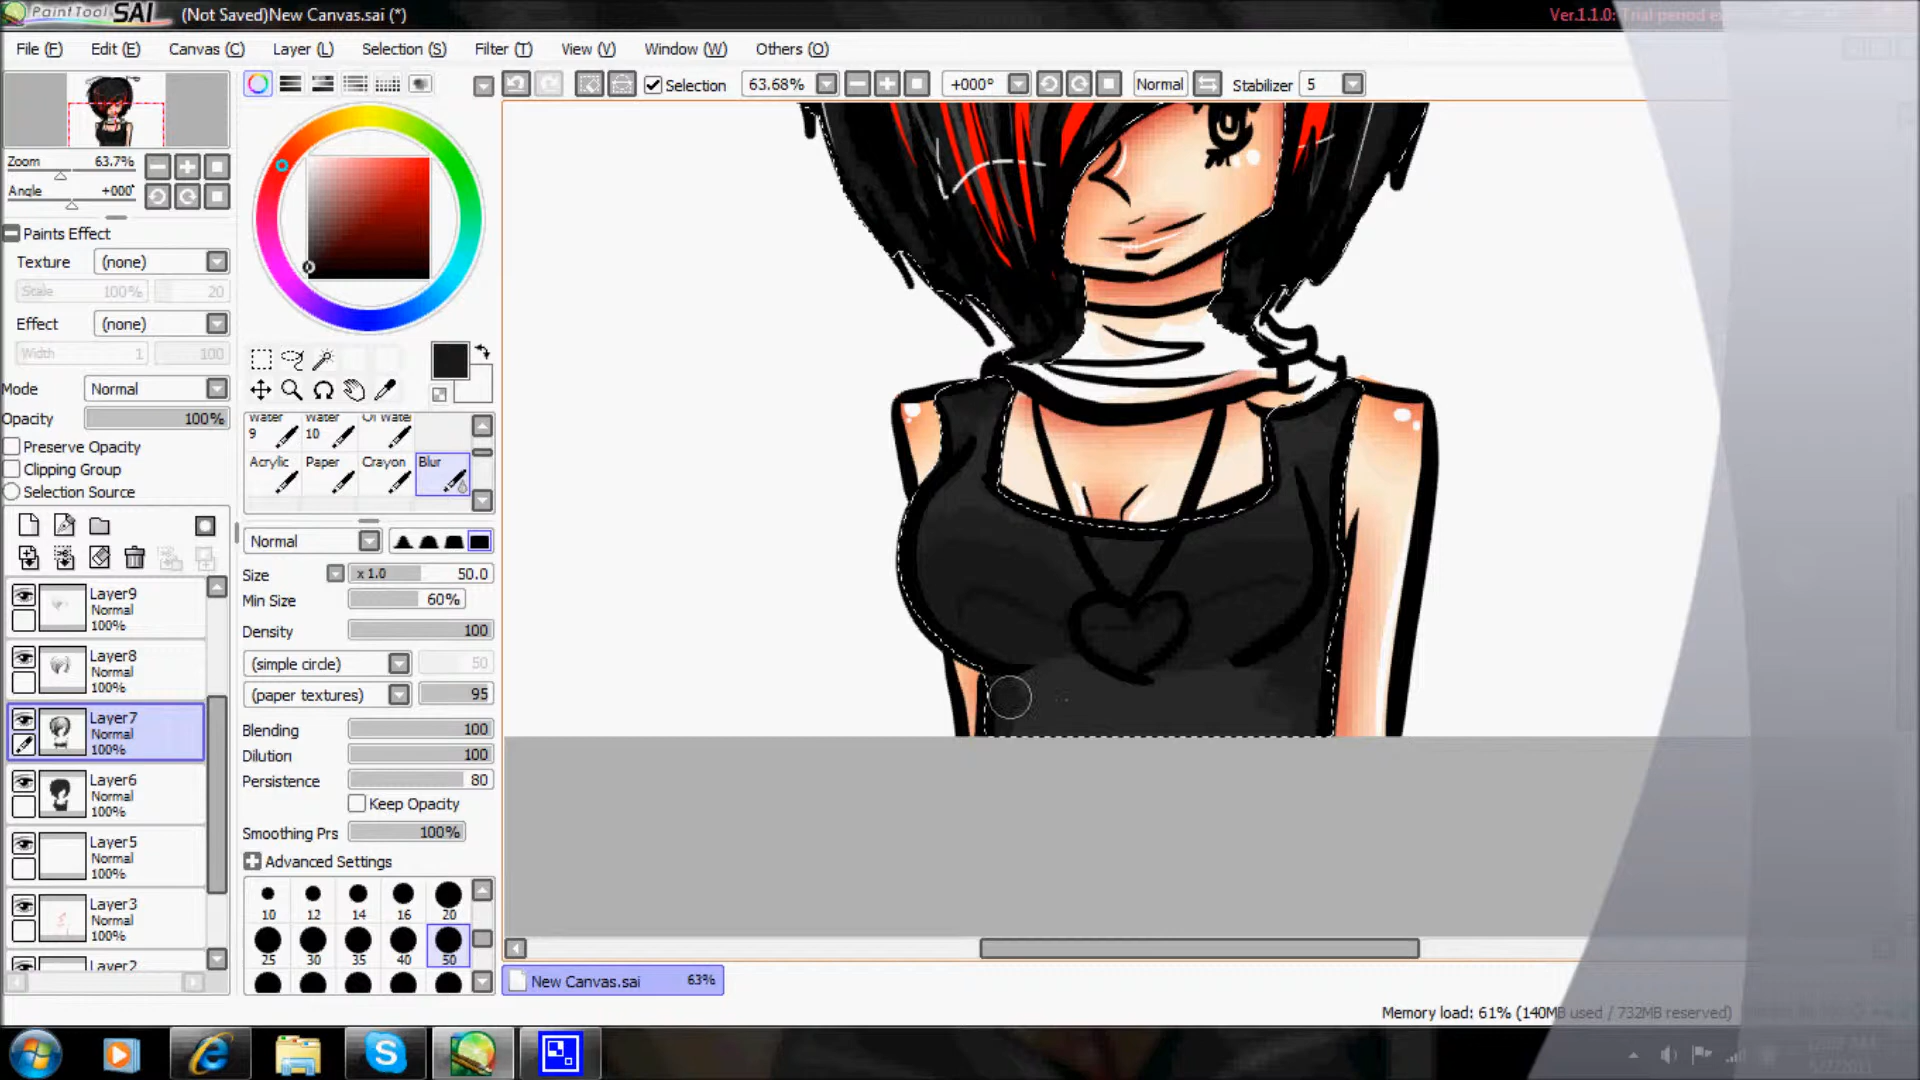 PaintTool SAI (Not Saved)New Canvas.sai (*)
Ver.1.1.0: Trial period
File (F) Edit (E) Canvas (C) Layer (L) Selection (S) Filter (T) View (V) Window (W) Others (O)
Selection 63.68% +000° Normal Stabilizer 5
Zoom 63.7%
Angle +000°
Paints Effect
Texture (none)
Scale 100% 20
Effect (none)
Width 1 100
Mode Normal
Opacity 100%
Preserve Opacity
Clipping Group
Selection Source
Layer9
Normal
100%
Layer8
Normal
100%
Layer7
Normal
100%
Layer6
Normal
100%
Layer5
Normal
100%
Layer3
Normal
100%
Layer2
Water 9
Water 10
Acrylic Paper Crayon Blur
Normal
Size x 1.0 50.0
Min Size 60%
Density 100
(simple circle) 50
(paper textures) 95
Blending 100
Dilution 100
Persistence 80
Keep Opacity
Smoothing Prs 100%
Advanced Settings
10 12 14 16 20
25 30 35 40 50
New Canvas.sai 63%
Memory load: 61% (140MB used / 732MB reserved)